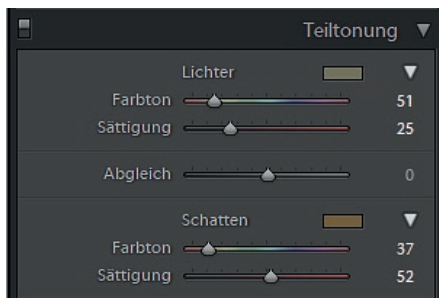 Teiltonung
Lichter
Farbton 51
Sättigung 25
Abgleich 0
Schatten
Farbton 37
Sättigung 52